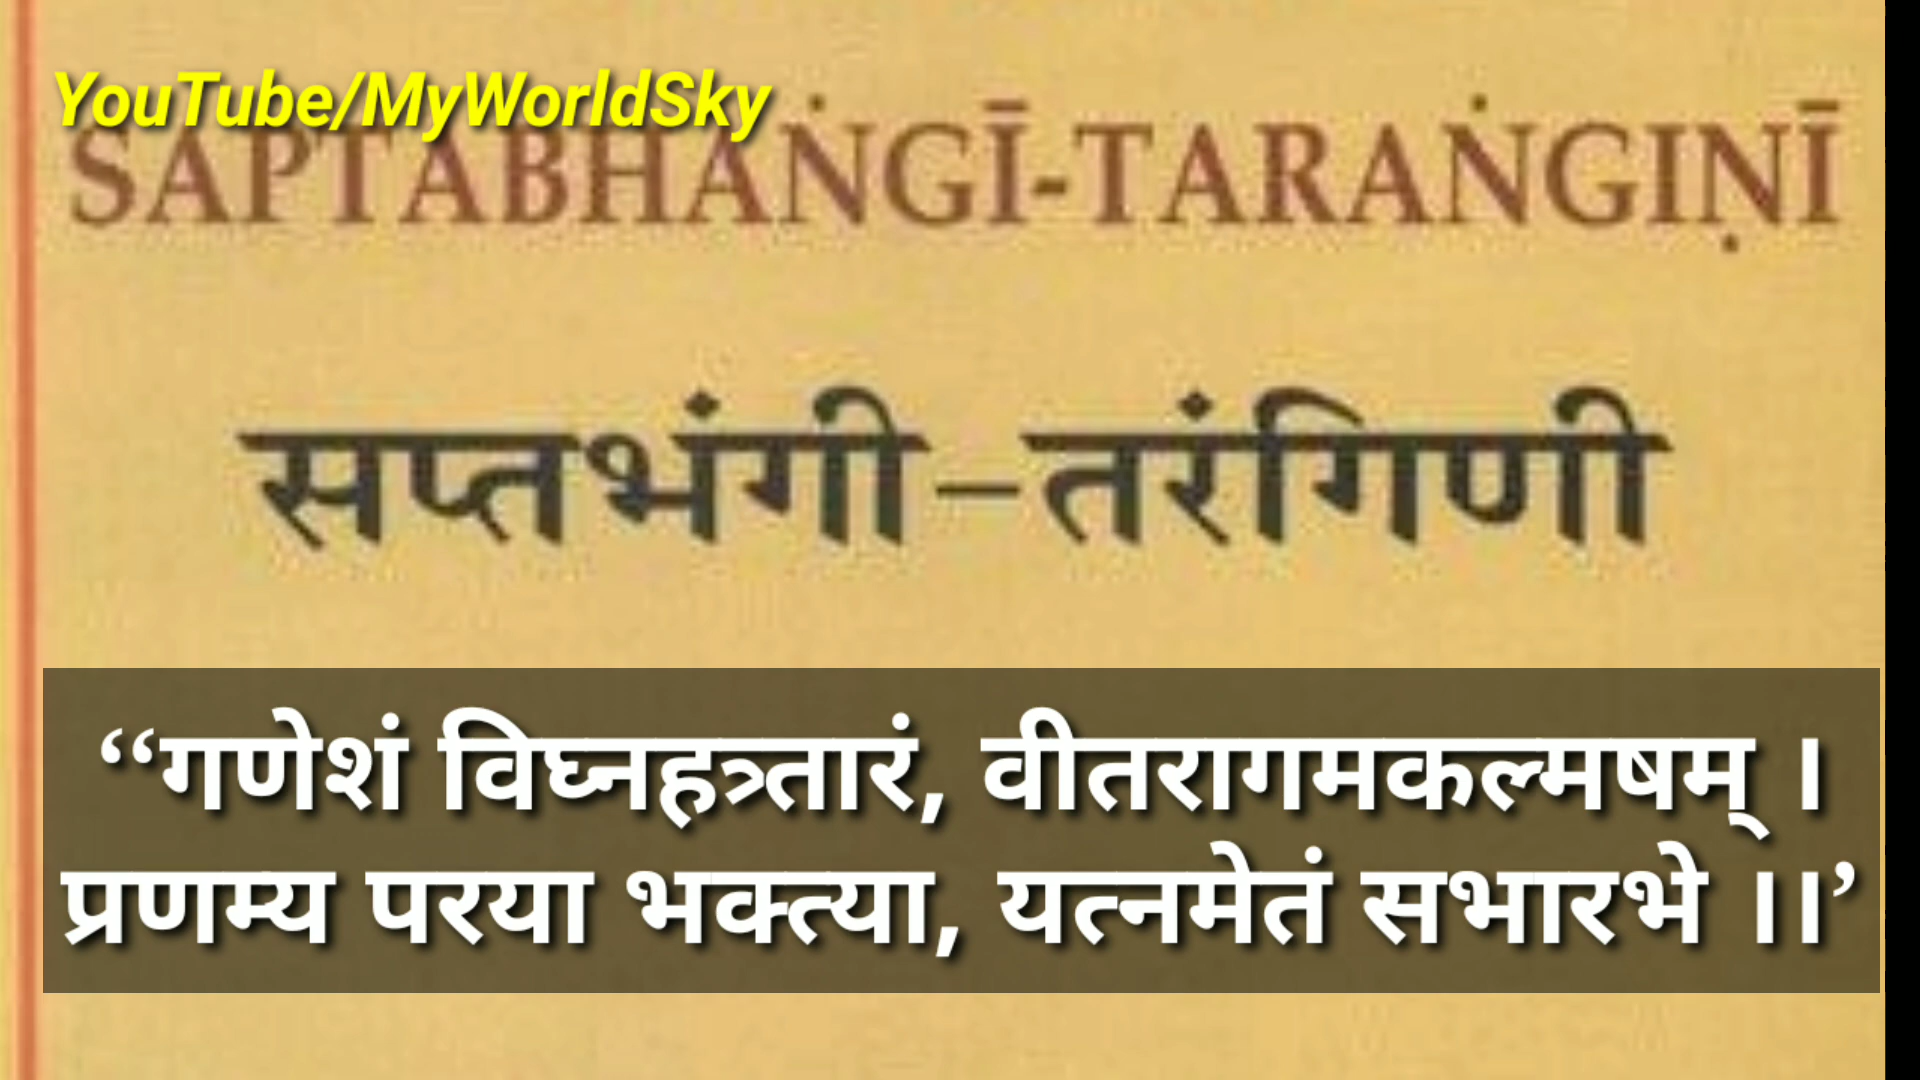 YouTube/MyWorldSky
SAPTABHAṄGĪ-TARAṄGIṆĪ
सप्तभंगी–तरंगिणी
‘‘गणेशं विघ्नहत्र्तारं, वीतरागमकल्मषम् ।
प्रणम्य परया भक्त्या, यत्नमेतं सभारभे ।।’